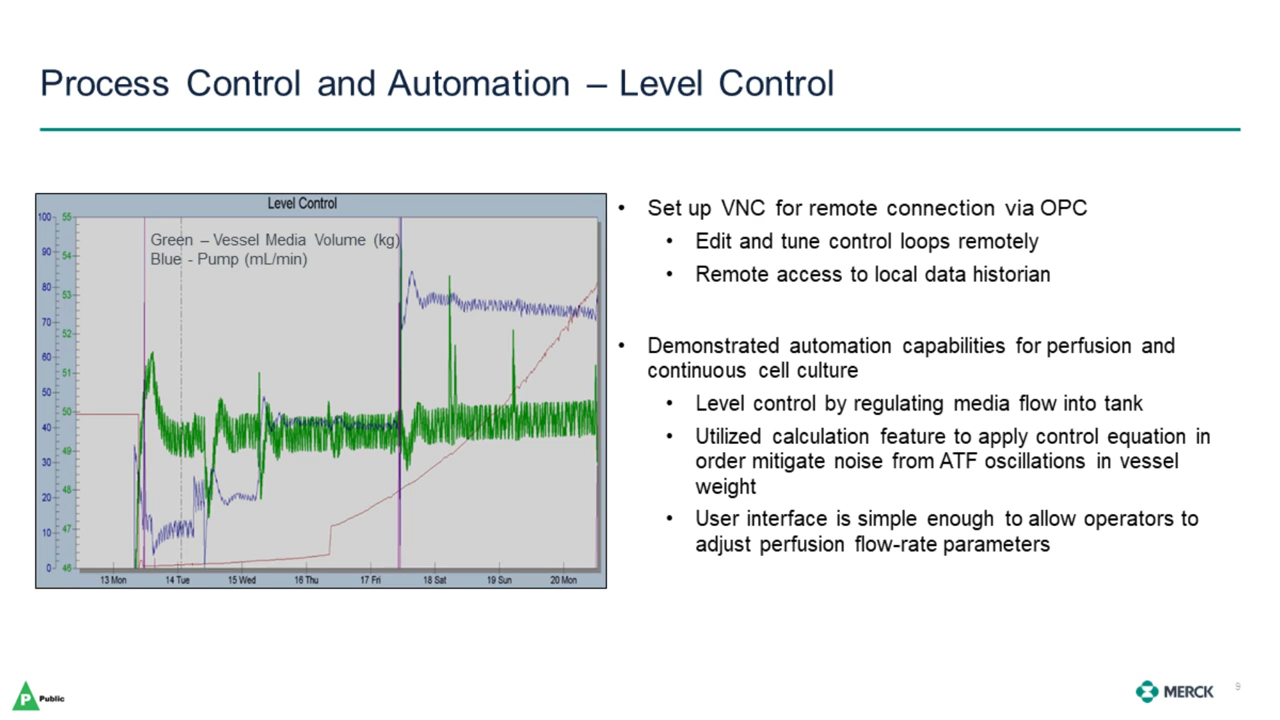 Process Control and Automation – Level Control
Level Control
Green – Vessel Media Volume (kg)
Blue - Pump (mL/min)
100
90
80
70
60
50
40
30
20
10
0
55
54
53
52
51
50
49
48
47
46
13 Mon
14 Tue
15 Wed
16 Thu
17 Fri
18 Sat
19 Sun
20 Mon
• Set up VNC for remote connection via OPC
• Edit and tune control loops remotely
• Remote access to local data historian
• Demonstrated automation capabilities for perfusion and
continuous cell culture
• Level control by regulating media flow into tank
• Utilized calculation feature to apply control equation in
order mitigate noise from ATF oscillations in vessel
weight
• User interface is simple enough to allow operators to
adjust perfusion flow-rate parameters
P Public
MERCK
9